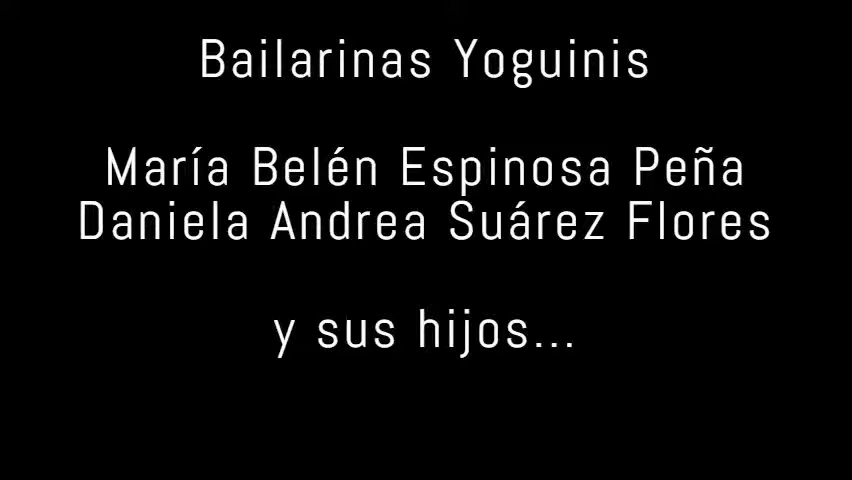 Bailarinas Yoguinis
María Belén Espinosa Peña
Daniela Andrea Suárez Flores
y sus hijos...